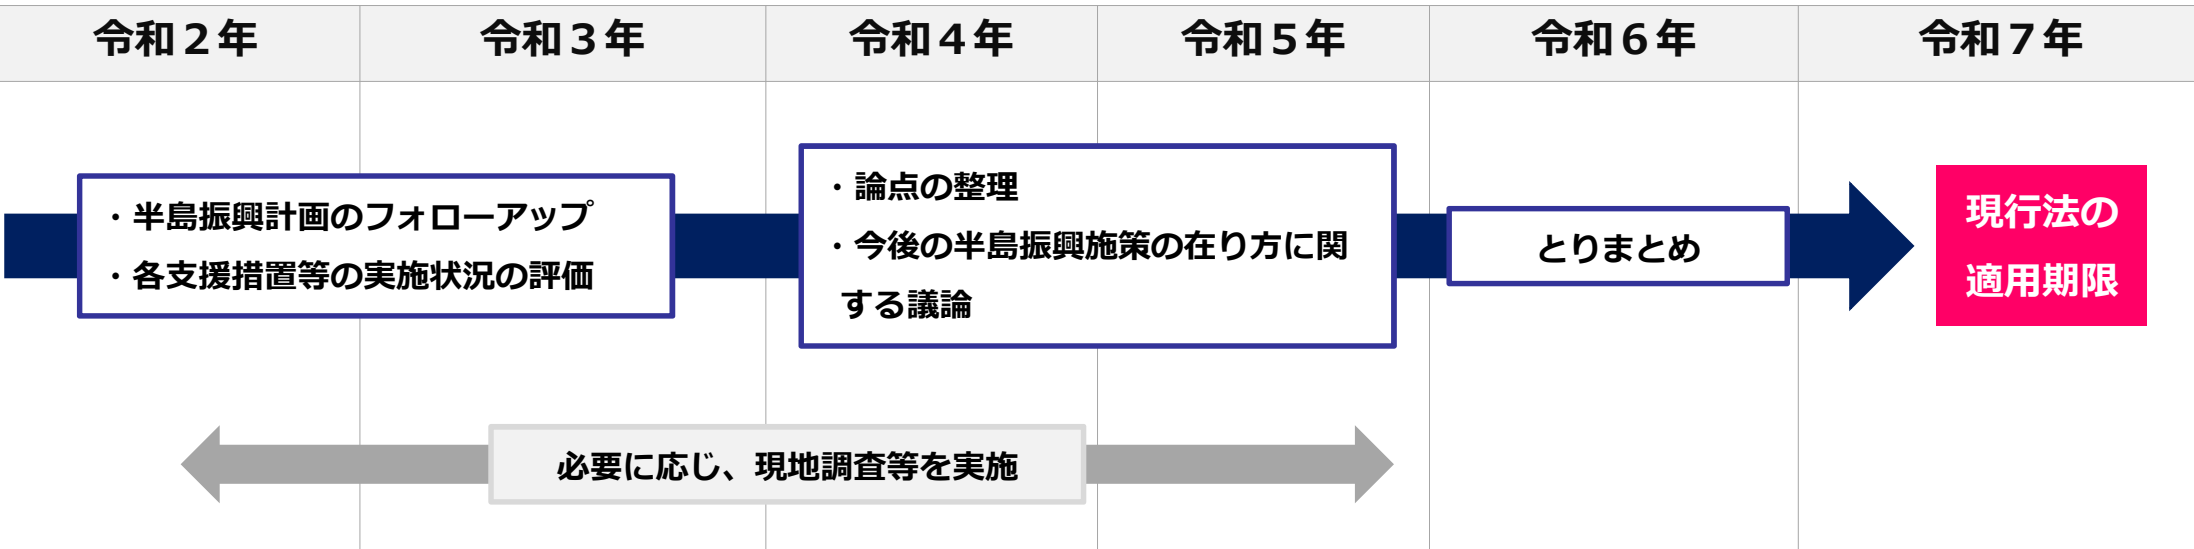 令和２年
令和３年
令和４年
令和５年
令和６年
令和７年
・半島振興計画のフォローアップ
・各支援措置等の実施状況の評価
・論点の整理
・今後の半島振興施策の在り方に関
する議論
とりまとめ
現行法の
適用期限
必要に応じ、現地調査等を実施